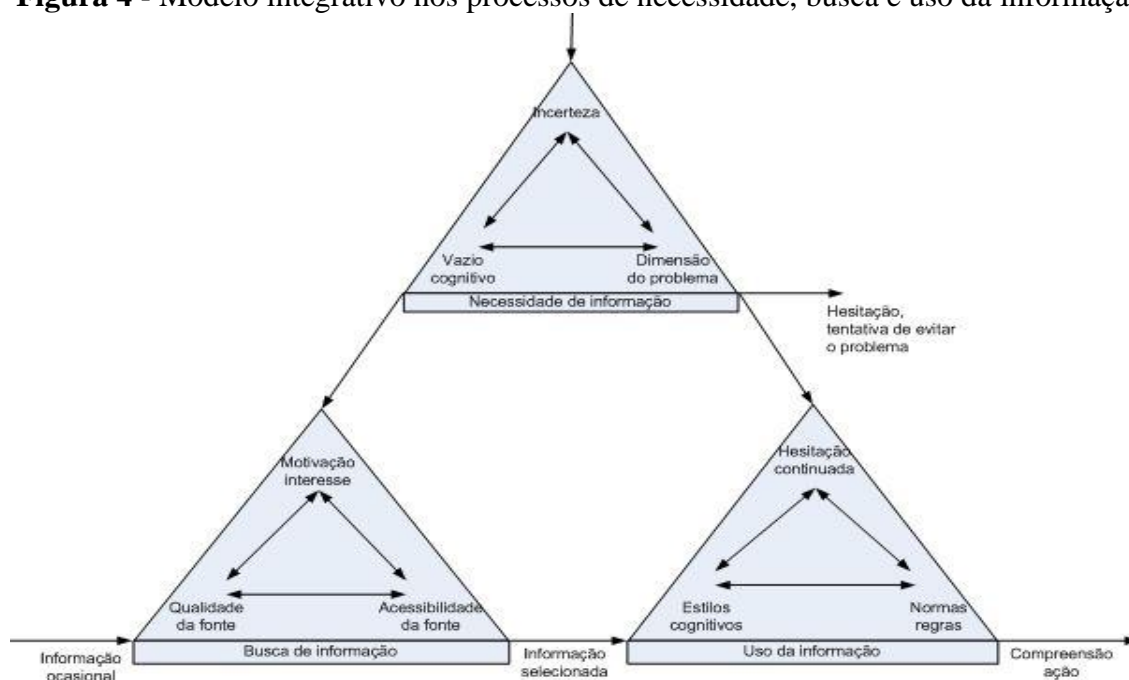 Figura 4 - Modelo integrativo nos processos de necessidade, busca e uso da informaçã
Incerteza
Vazio
cognitivo
Dimensão
do problema
Necessidade de informação
Hesitação,
tentativa de evitar
o problema
Motivação
interesse
Qualidade
da fonte
Acessibilidade
da fonte
Busca de informação
Informação
ocasional
Informação
selecionada
Hesitação
continuada
Estilos
cognitivos
Normas
regras
Uso da informação
Compreensão
ação